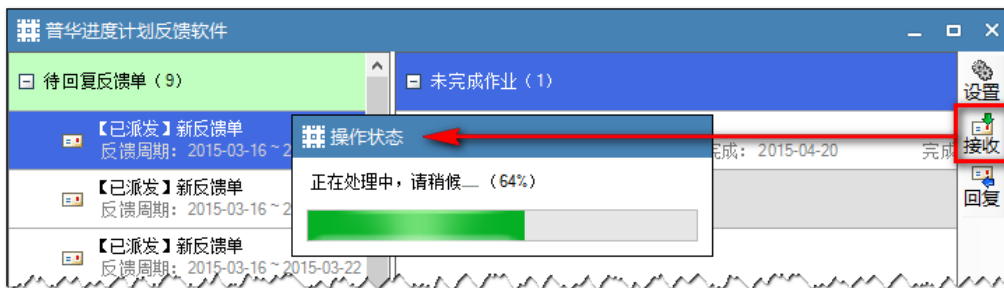 普华进度计划反馈软件
待回复反馈单（9）
未完成作业（1）
设置
【已派发】新反馈单
反馈周期：2015-03-16～2
操作状态
完成：2015-04-20
完成
接收
正在处理中，请稍候... （64%）
【已派发】新反馈单
反馈周期：2015-03-16～2
回复
【已派发】新反馈单
反馈周期：2015-03-16～2015-03-22